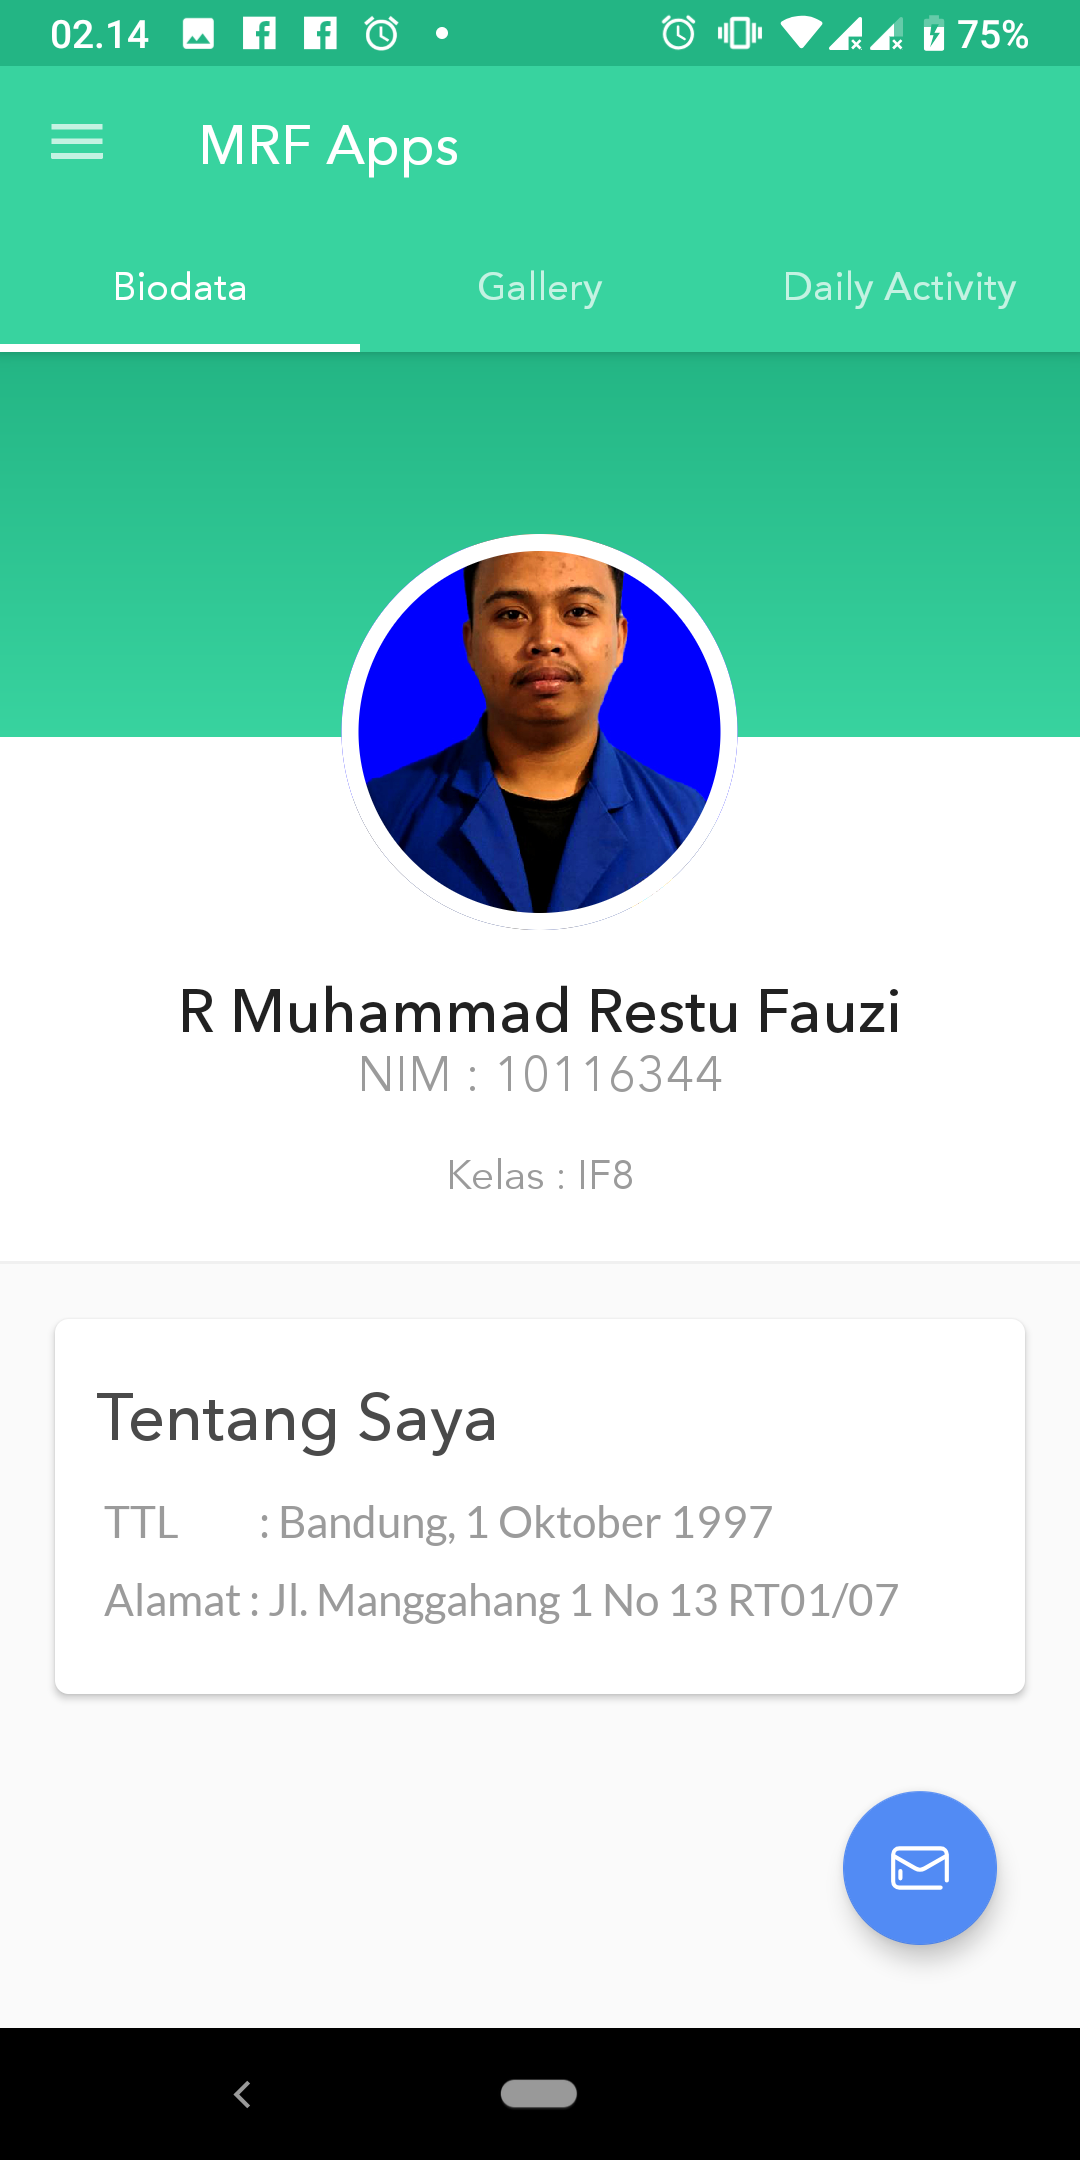 02.14 75%
MRF Apps
Biodata Gallery Daily Activity
R Muhammad Restu Fauzi
NIM : 10116344
Kelas : IF8
Tentang Saya
TTL : Bandung, 1 Oktober 1997
Alamat : Jl. Manggahang 1 No 13 RT01/07